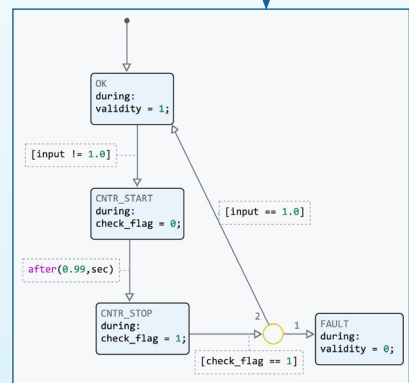 OK
during:
validity = 1;
[input != 1.0]
CNTR_START
during:
check_flag = 0;
[input == 1.0]
after(0.99,sec)
CNTR_STOP
during:
check_flag = 1;
2
1
FAULT
during:
validity = 0;
[check_flag == 1]